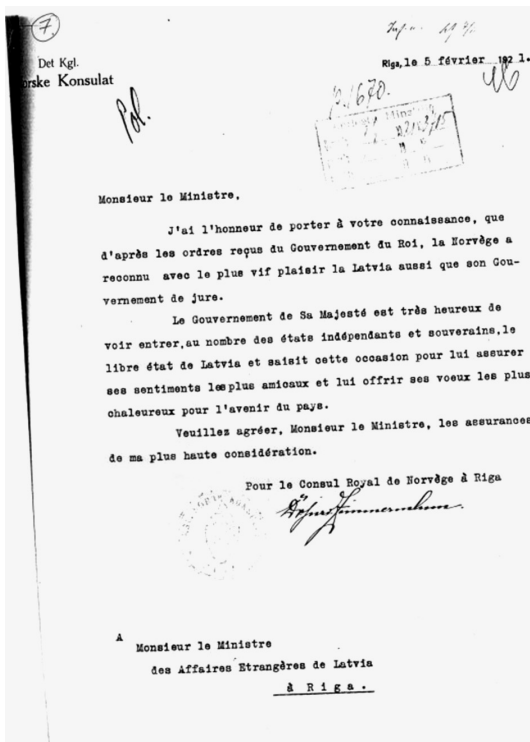 7.
Det Kgl.
orske Konsulat
Riga, le 5 février 1921.
Pol.
p.1670.
46
Monsieur le Ministre,
J'ai l'honneur de porter à votre connaissance, que
d'après les ordres reçus du Gouvernement du Roi, la Norvège a
reconnu avec le plus vif plaisir la Latvia aussi que son Gou-
vernement de jure.
Le Gouvernement de Sa Majesté est très heureux de
voir entrer,au nombre des états indépendants et souverains,le
libre état de Latvia et saisit cette occasion pour lui assurer
ses sentiments les plus amicaux et lui offrir ses voeux les plus
chaleureux pour l'avenir du pays.
Veuillez agréer, Monsieur le Ministre, les assurances
de ma plus haute considération.
Pour le Consul Royal de Norvège à Riga
A
Monsieur le Ministre
des Affaires Etrangères de Latvia
à Riga.